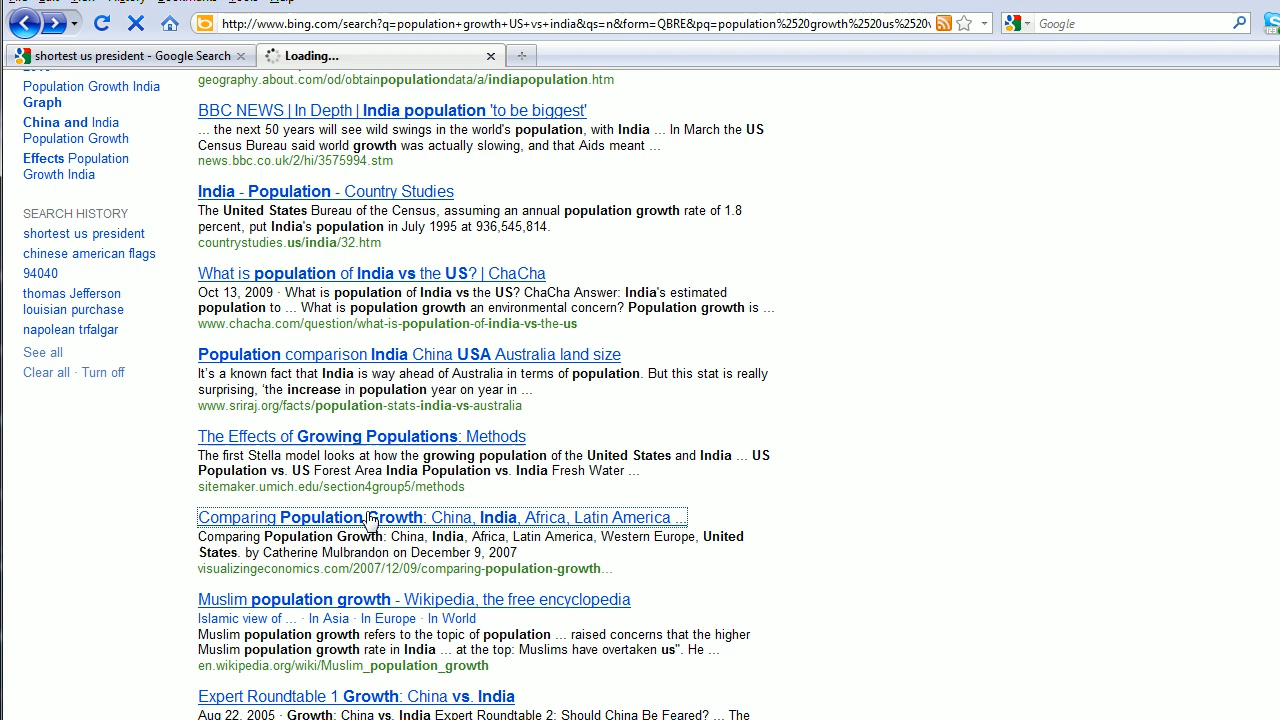 http://www.bing.com/search?q=population+growth+US+vs+india&qs=n&form=QBRE&pq=population%2520growth%2520us%2520v
Google
shortest us president - Google Search
Loading...
geography.about.com/od/obtainpopulationdata/a/indiapopulation.htm
Population Growth India
Graph
China and India
Population Growth
Effects Population
Growth India
SEARCH HISTORY
shortest us president
chinese american flags
94040
thomas Jefferson
louisian purchase
napolean trfalgar
See all
Clear all · Turn off
BBC NEWS | In Depth | India population 'to be biggest'
... the next 50 years will see wild swings in the world's population, with India ... In March the US
Census Bureau said world growth was actually slowing, and that Aids meant ...
news.bbc.co.uk/2/hi/3575994.stm
India - Population - Country Studies
The United States Bureau of the Census, assuming an annual population growth rate of 1.8
percent, put India's population in July 1995 at 936,545,814.
countrystudies.us/india/32.htm
What is population of India vs the US? | ChaCha
Oct 13, 2009 · What is population of India vs the US? ChaCha Answer: India's estimated
population to ... What is population growth an environmental concern? Population growth is ...
www.chacha.com/question/what-is-population-of-india-vs-the-us
Population comparison India China USA Australia land size
It's a known fact that India is way ahead of Australia in terms of population. But this stat is really
surprising, 'the increase in population year on year in ...
www.sriraj.org/facts/population-stats-india-vs-australia
The Effects of Growing Populations: Methods
The first Stella model looks at how the growing population of the United States and India ... US
Population vs. US Forest Area India Population vs. India Fresh Water ...
sitemaker.umich.edu/section4group5/methods
Comparing Population Growth: China, India, Africa, Latin America ...
Comparing Population Growth: China, India, Africa, Latin America, Western Europe, United
States. by Catherine Mulbrandon on December 9, 2007
visualizingeconomics.com/2007/12/09/comparing-population-growth...
Muslim population growth - Wikipedia, the free encyclopedia
Islamic view of ... · In Asia · In Europe · In World
Muslim population growth refers to the topic of population ... raised concerns that the higher
Muslim population growth rate in India ... at the top: Muslims have overtaken us". He ...
en.wikipedia.org/wiki/Muslim_population_growth
Expert Roundtable 1 Growth: China vs. India
Aug 22, 2005 · Growth: China vs. India Expert Roundtable 2: Should China Be Feared? ... The